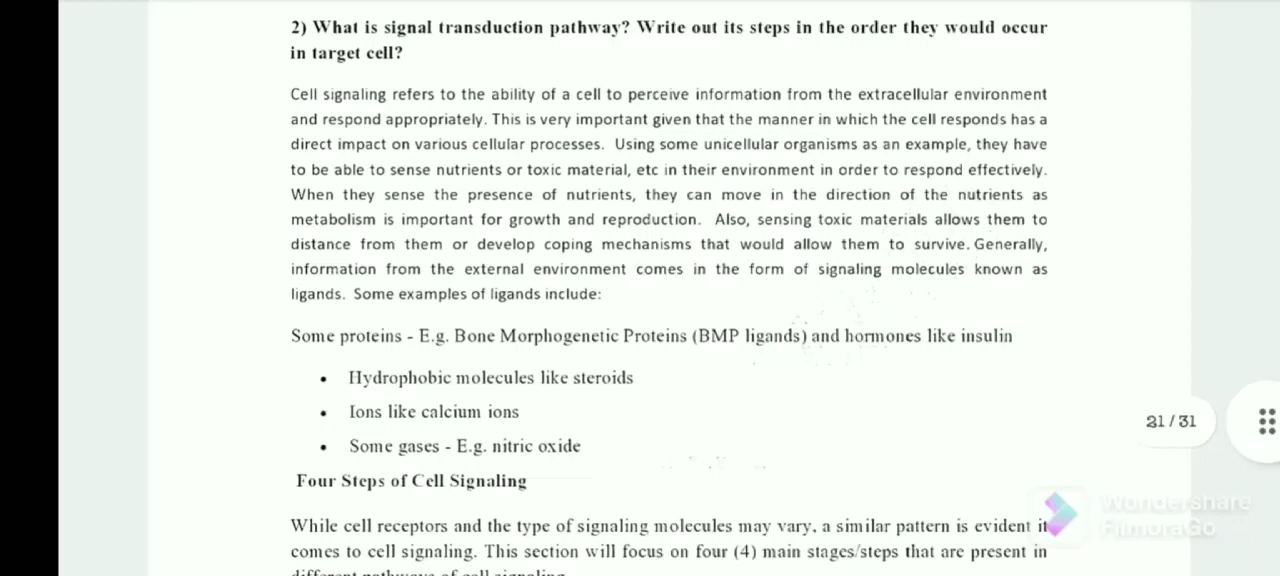 2) What is signal transduction pathway? Write out its steps in the order they would occur
in target cell?
Cell signaling refers to the ability of a cell to perceive information from the extracellular environment
and respond appropriately. This is very important given that the manner in which the cell responds has a
direct impact on various cellular processes. Using some unicellular organisms as an example, they have
to be able to sense nutrients or toxic material, etc in their environment in order to respond effectively.
When they sense the presence of nutrients, they can move in the direction of the nutrients as
metabolism is important for growth and reproduction. Also, sensing toxic materials allows them to
distance from them or develop coping mechanisms that would allow them to survive. Generally,
information from the external environment comes in the form of signaling molecules known as
ligands. Some examples of ligands include:
Some proteins - E.g. Bone Morphogenetic Proteins (BMP ligands) and hormones like insulin
• Hydrophobic molecules like steroids
• Ions like calcium ions
21 / 31
• Some gases - E.g. nitric oxide
Four Steps of Cell Signaling
Wondershare
FilmoraGo
While cell receptors and the type of signaling molecules may vary, a similar pattern is evident it
comes to cell signaling. This section will focus on four (4) main stages/steps that are present in
different pathways of cell signaling